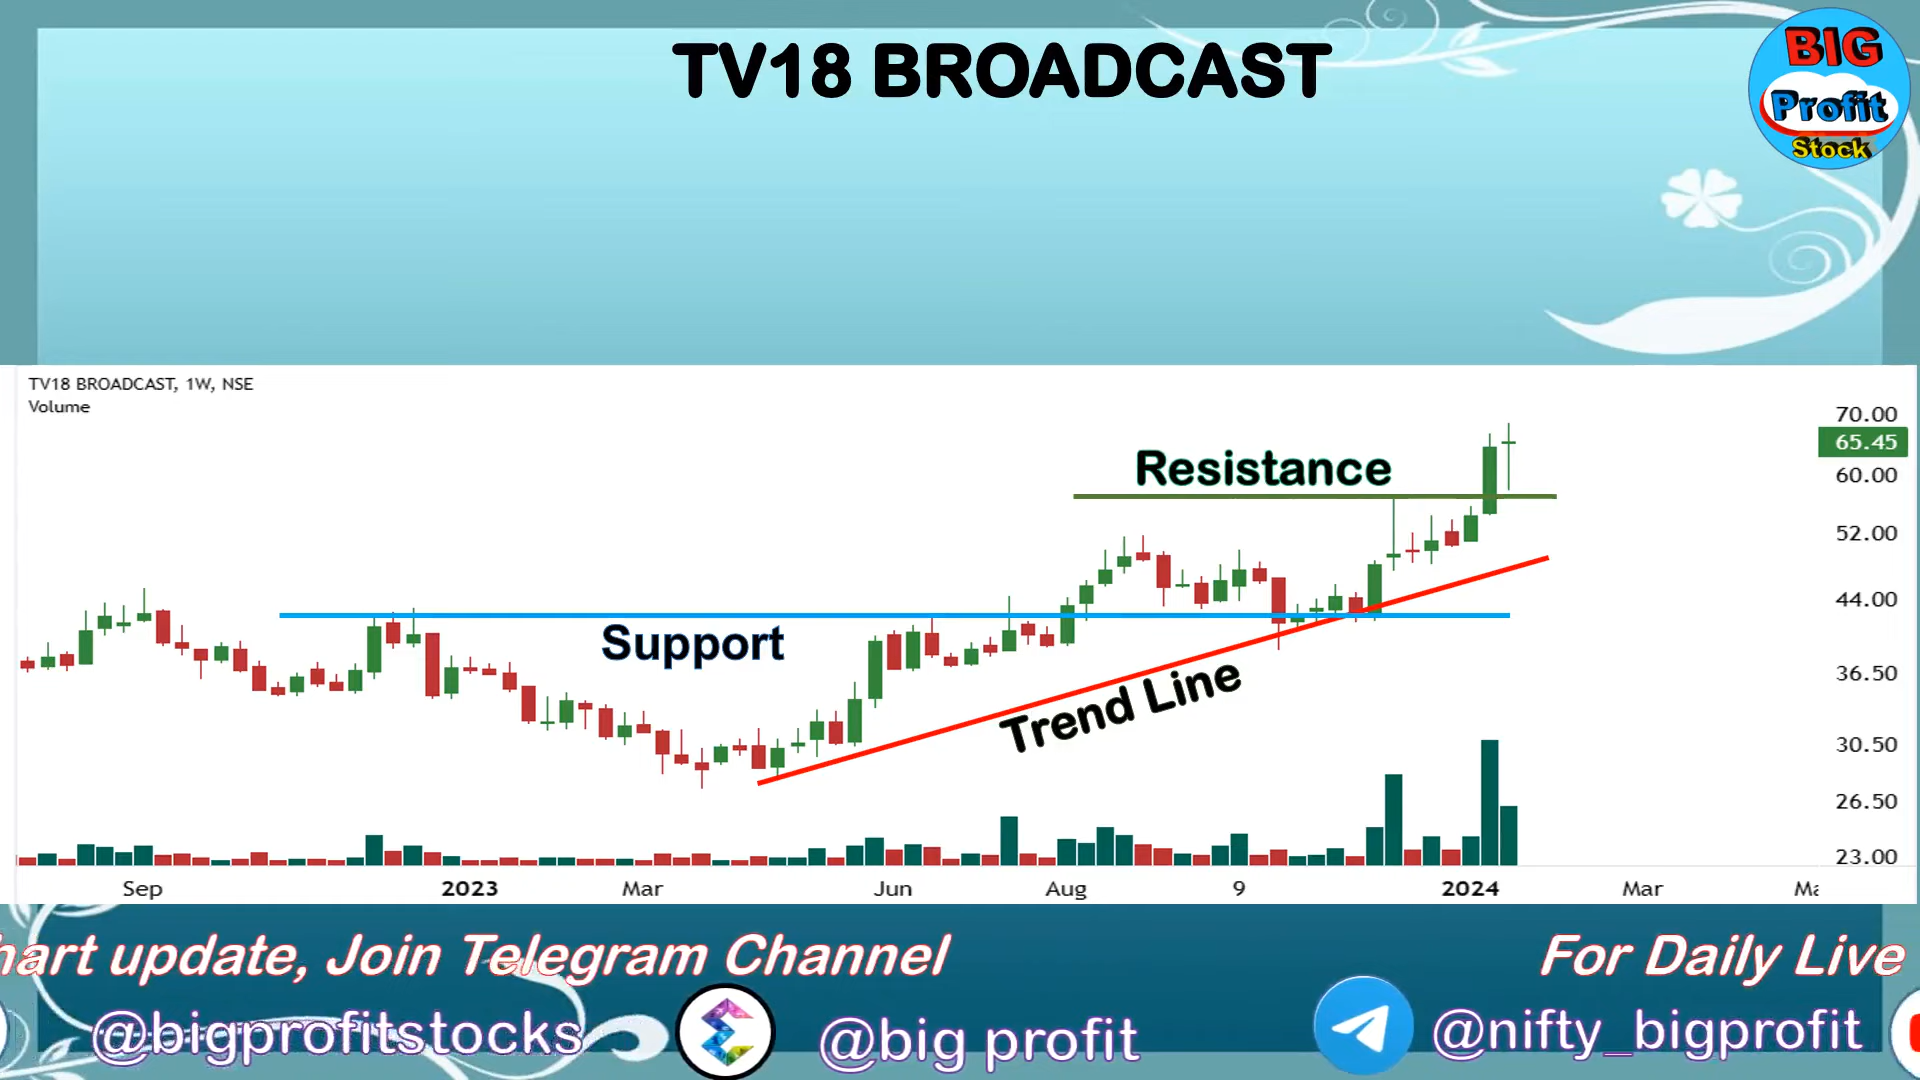 TV18 BROADCAST
BIG
Profit
Stock
TV18 BROADCAST, 1W, NSE
Volume
70.00
65.45
60.00
52.00
44.00
36.50
30.50
26.50
23.00
Resistance
Support
Trend Line
Sep 2023 Mar Jun Aug 9 2024 Mar
hart update, Join Telegram Channel For Daily Live
@bigprofitstocks @big profit @nifty_bigprofit